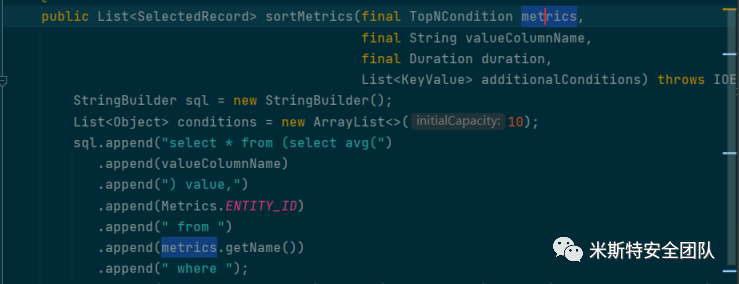 public List<SelectedRecord> sortMetrics(final TopNCondition metrics,
final String valueColumnName,
final Duration duration,
List<KeyValue> additionalConditions) throws IOE
StringBuilder sql = new StringBuilder();
List<Object> conditions = new ArrayList<>( initialCapacity: 10);
sql.append("select * from (select avg(")
.append(valueColumnName)
.append(") value,")
.append(Metrics.ENTITY_ID)
.append(" from ")
.append(metrics.getName())
.append(" where ");
米斯特安全团队